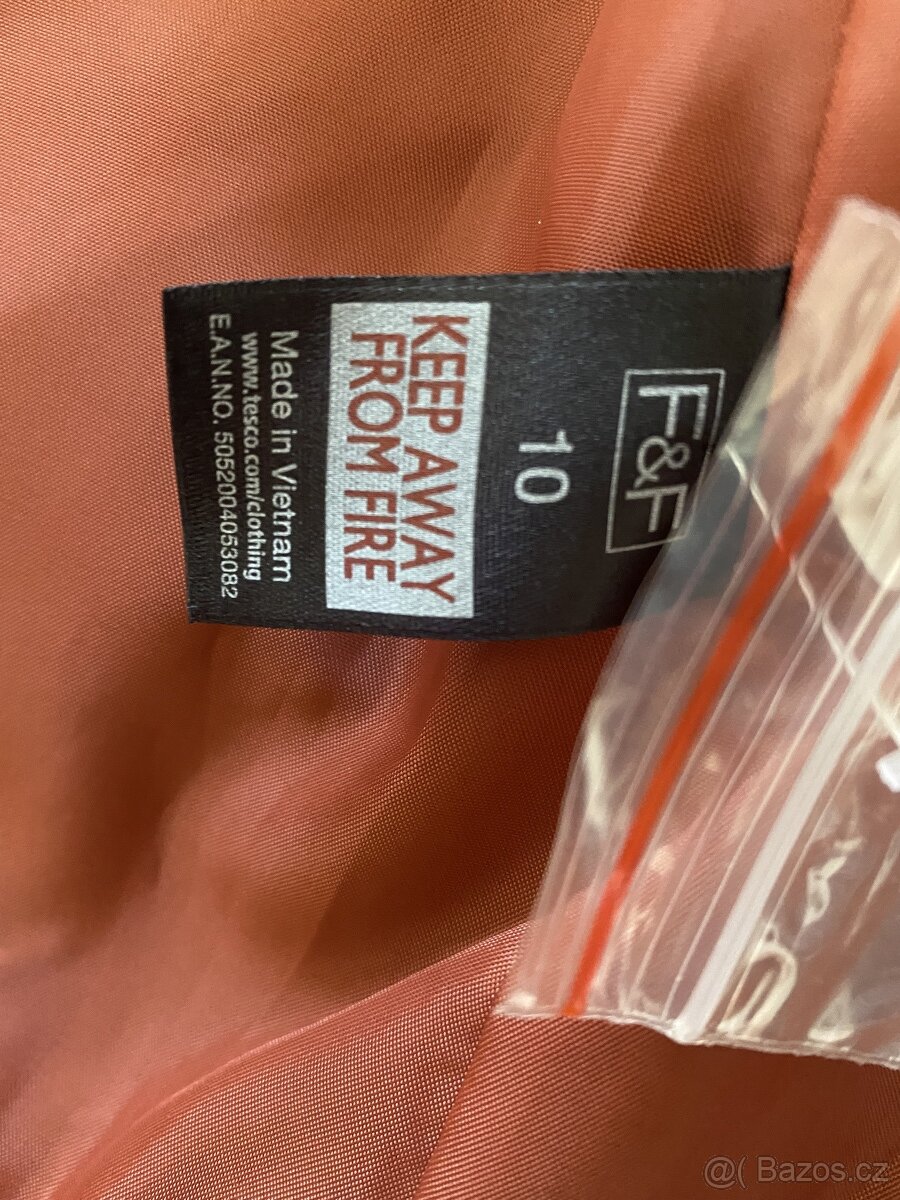 F&F
10
KEEP AWAY
FROM FIRE
Made in Vietnam
www.tesco.com/clothing
E.A.N.NO. 5052004053082
@( Bazos.cz